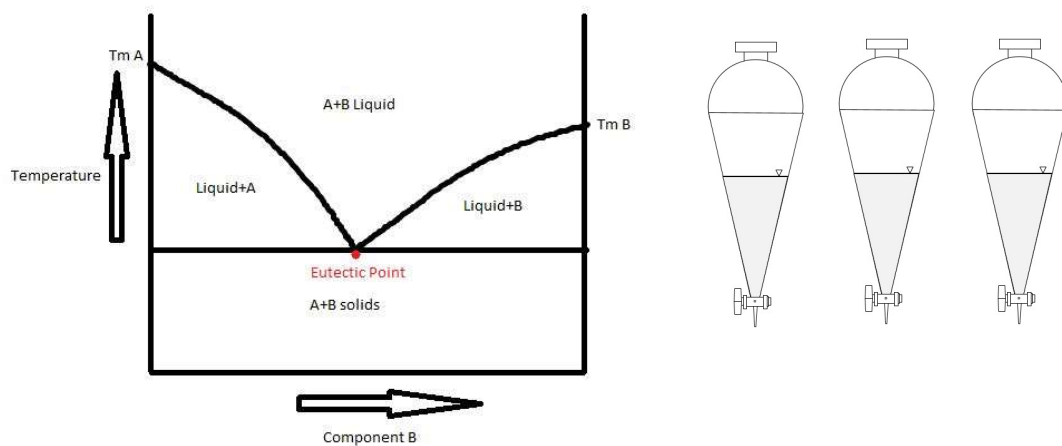 Tm A
A+B Liquid
Tm B
Temperature
Liquid+A
Liquid+B
Eutectic Point
A+B solids
Component B